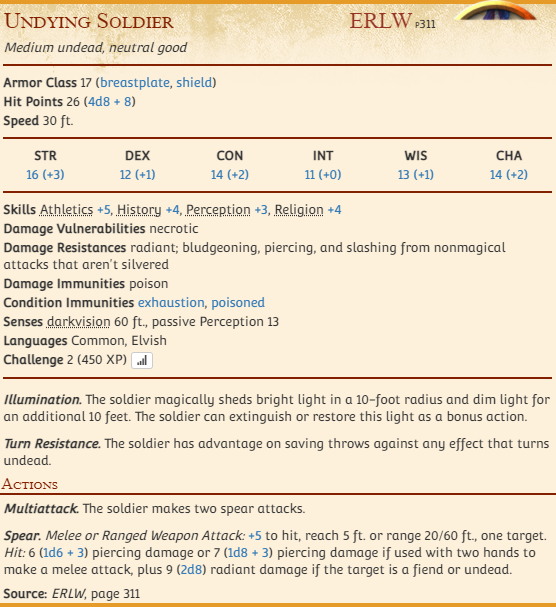 Undying Soldier ERLW p311
Medium undead, neutral good
Armor Class 17 (breastplate, shield)
Hit Points 26 (4d8 + 8)
Speed 30 ft.
STR DEX CON INT WIS CHA
16 (+3) 12 (+1) 14 (+2) 11 (+0) 13 (+1) 14 (+2)
Skills Athletics +5, History +4, Perception +3, Religion +4
Damage Vulnerabilities necrotic
Damage Resistances radiant; bludgeoning, piercing, and slashing from nonmagical
attacks that aren't silvered
Damage Immunities poison
Condition Immunities exhaustion, poisoned
Senses darkvision 60 ft., passive Perception 13
Languages Common, Elvish
Challenge 2 (450 XP)
Illumination. The soldier magically sheds bright light in a 10-foot radius and dim light for
an additional 10 feet. The soldier can extinguish or restore this light as a bonus action.
Turn Resistance. The soldier has advantage on saving throws against any effect that turns
undead.
Actions
Multiattack. The soldier makes two spear attacks.
Spear. Melee or Ranged Weapon Attack: +5 to hit, reach 5 ft. or range 20/60 ft., one target.
Hit: 6 (1d6 + 3) piercing damage or 7 (1d8 + 3) piercing damage if used with two hands to
make a melee attack, plus 9 (2d8) radiant damage if the target is a fiend or undead.
Source: ERLW, page 311